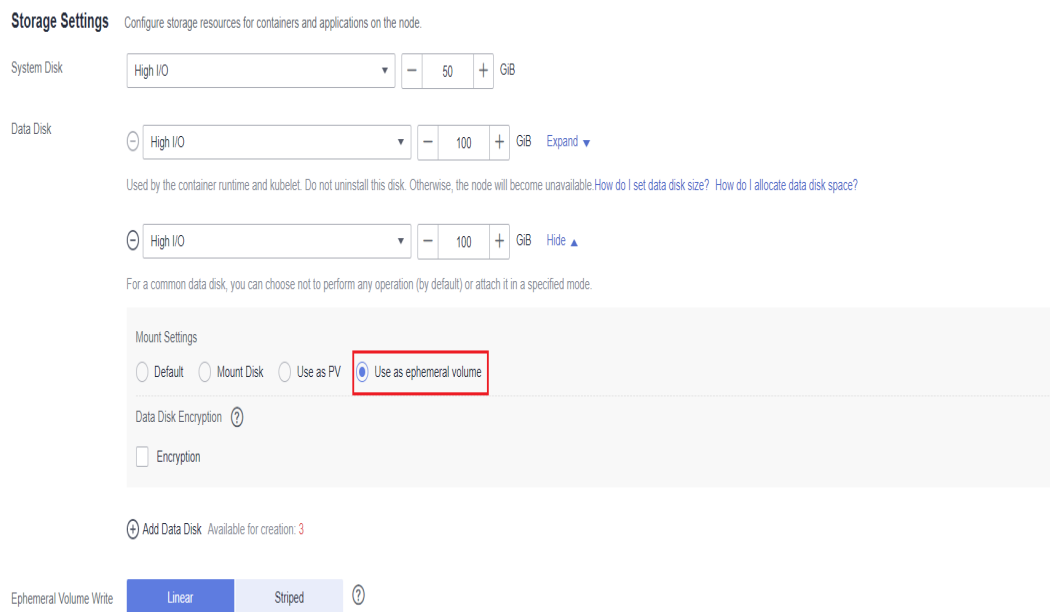 Storage Settings Configure storage resources for containers and applications on the node.
System Disk High I/O − 50 + GiB
Data Disk
High I/O − 100 + GiB Expand
Used by the container runtime and kubelet. Do not uninstall this disk. Otherwise, the node will become unavailable.How do I set data disk size? How do I allocate data disk space?
High I/O − 100 + GiB Hide
For a common data disk, you can choose not to perform any operation (by default) or attach it in a specified mode.
Mount Settings
Default Mount Disk Use as PV Use as ephemeral volume
Data Disk Encryption ?
Encryption
Add Data Disk Available for creation: 3
Ephemeral Volume Write Linear Striped ?